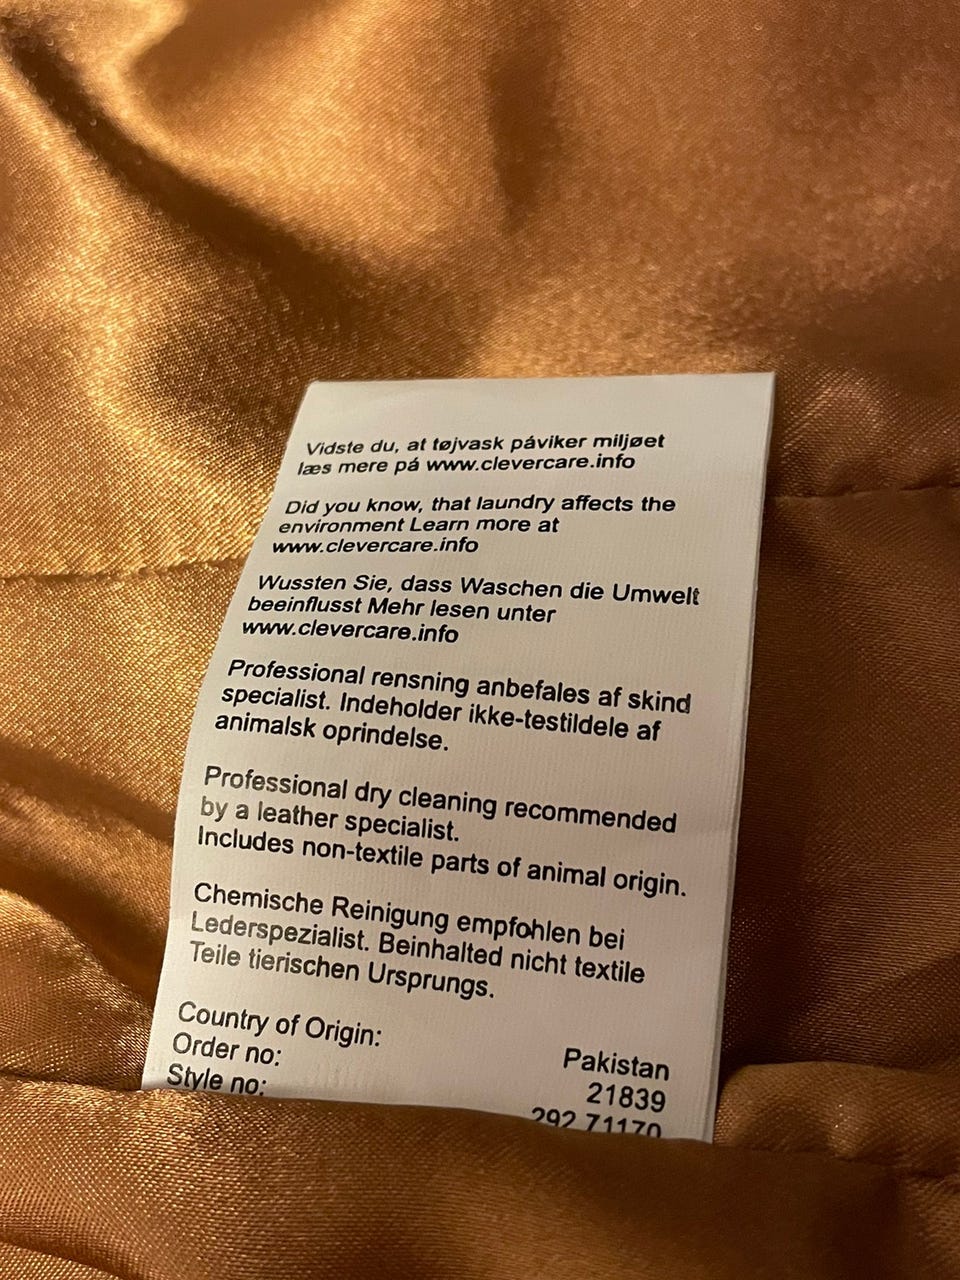 Vidste du, at tøjvask påviker miljøet
læs mere på www.clevercare.info
Did you know, that laundry affects the
environment Learn more at
www.clevercare.info
Wussten Sie, dass Waschen die Umwelt
beeinflusst Mehr lesen unter
www.clevercare.info
Professional rensning anbefales af skind
specialist. Indeholder ikke-testildele af
animalsk oprindelse.
Professional dry cleaning recommended
by a leather specialist.
Includes non-textile parts of animal origin.
Chemische Reinigung empfohlen bei
Lederspezialist. Beinhalted nicht textile
Teile tierischen Ursprungs.
Country of Origin: Pakistan
Order no: 21839
Style no: 292 71170